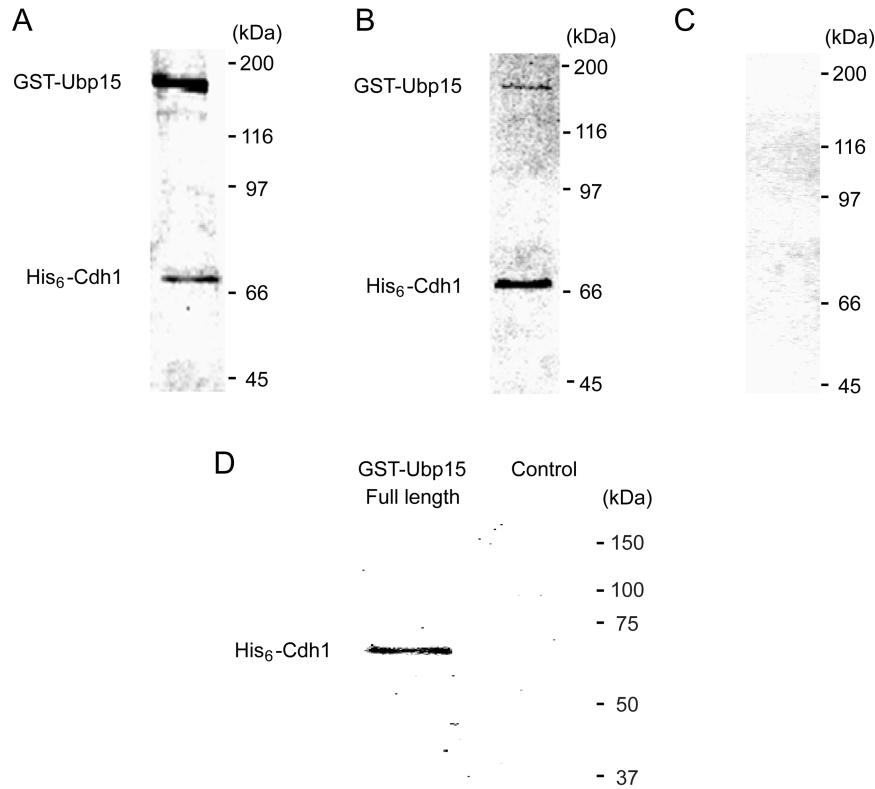 A
(kDa)
GST-Ubp15
200
116
97
His6-Cdh1
66
45
B
(kDa)
GST-Ubp15
200
116
97
His6-Cdh1
66
45
C
(kDa)
200
116
97
66
45
D
GST-Ubp15
Full length
Control
(kDa)
150
100
75
His6-Cdh1
50
37